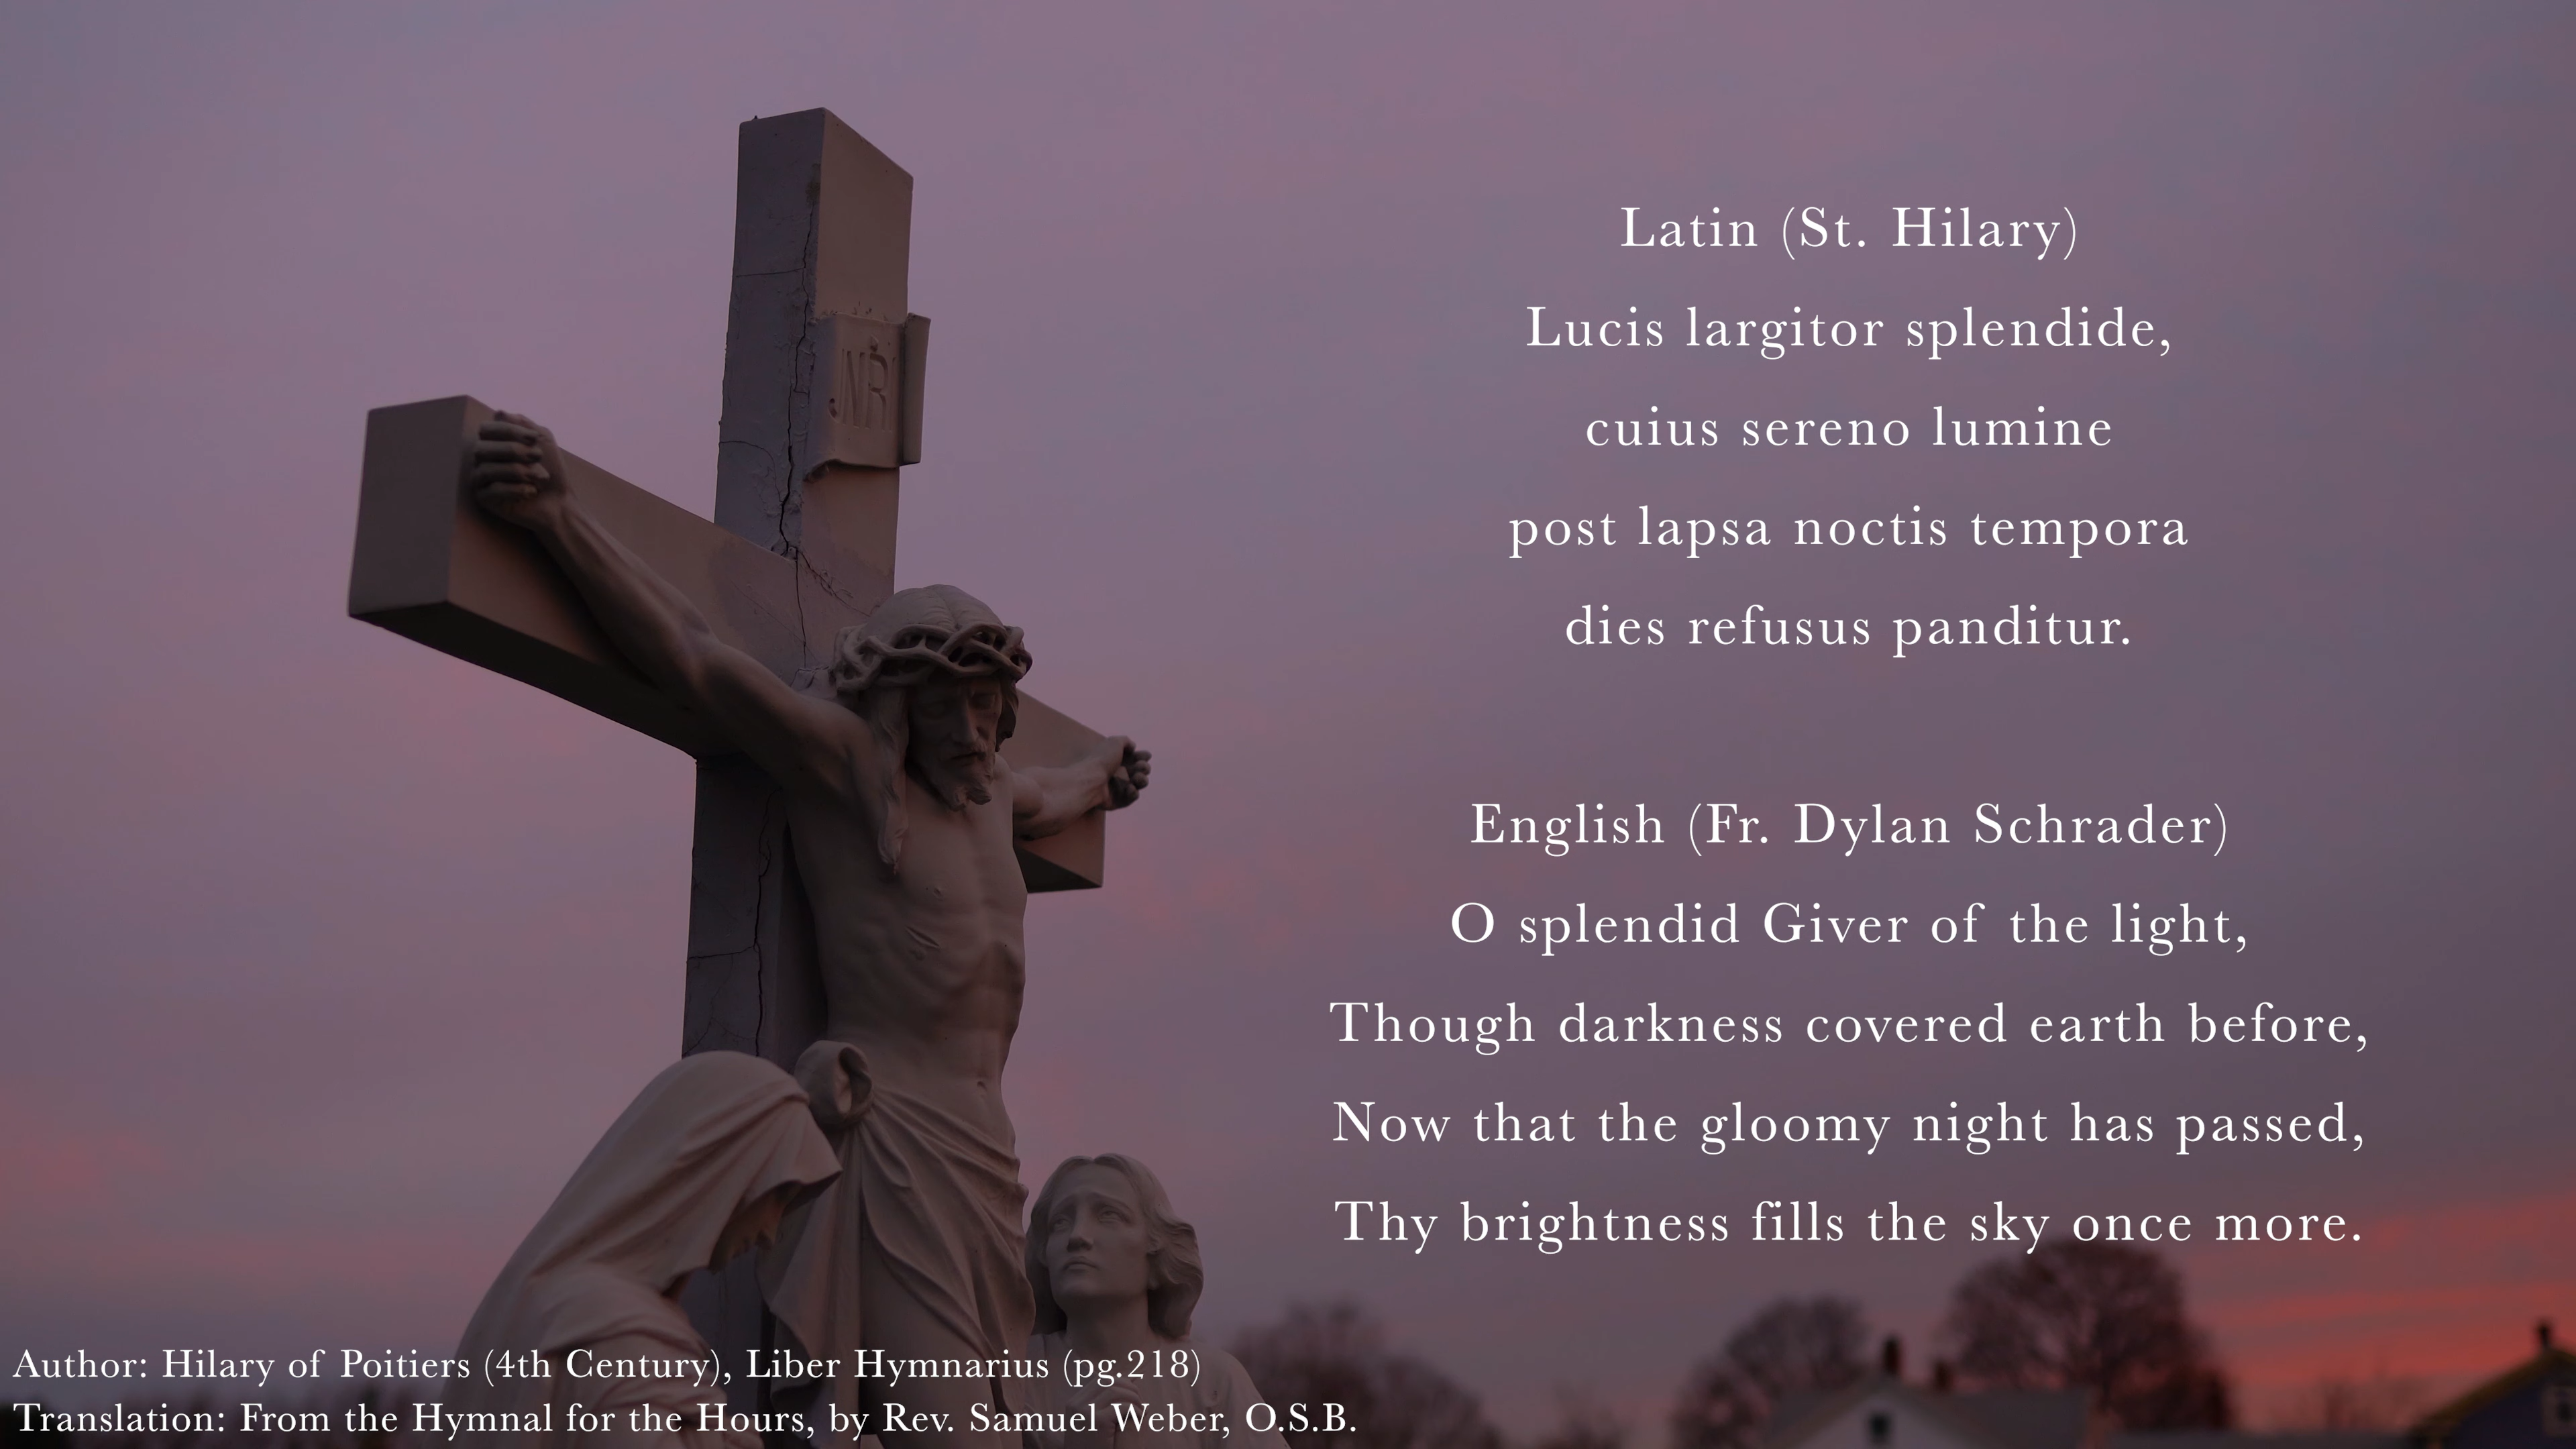 JNRI
Latin (St. Hilary)
Lucis largitor splendide,
cuius sereno lumine
post lapsa noctis tempora
dies refusus panditur.
English (Fr. Dylan Schrader)
O splendid Giver of the light,
Though darkness covered earth before,
Now that the gloomy night has passed,
Thy brightness fills the sky once more.
Author: Hilary of Poitiers (4th Century), Liber Hymnarius (pg.218)
Translation: From the Hymnal for the Hours, by Rev. Samuel Weber, O.S.B.